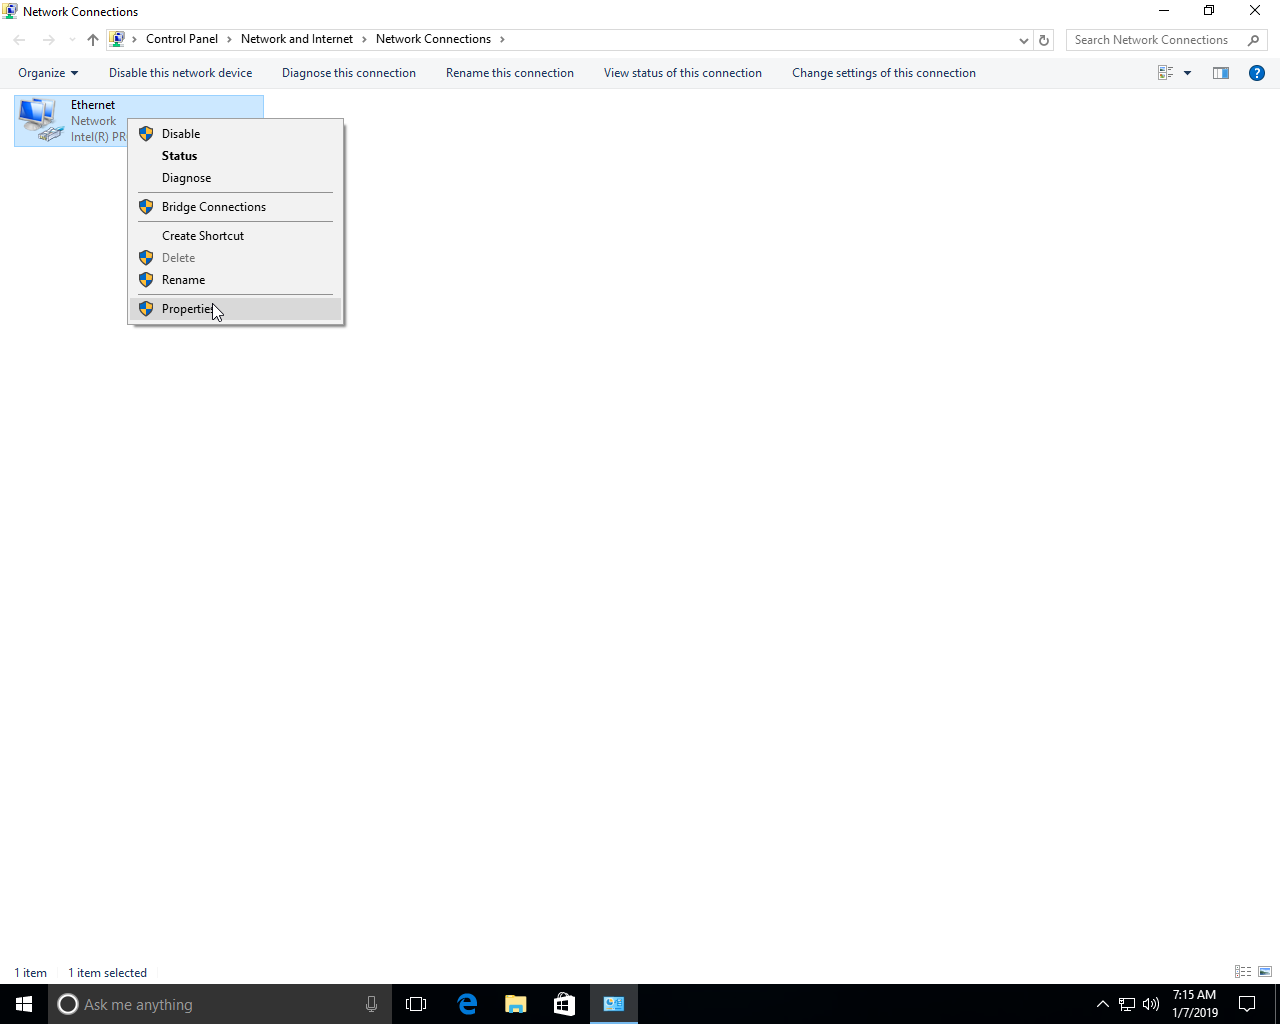 Network Connections
Control Panel > Network and Internet > Network Connections >
Search Network Connections
Organize
Disable this network device
Diagnose this connection
Rename this connection
View status of this connection
Change settings of this connection
Ethernet
Network
Intel(R) PR
Disable
Status
Diagnose
Bridge Connections
Create Shortcut
Delete
Rename
Properties
1 item
1 item selected
Ask me anything
7:15 AM
1/7/2019